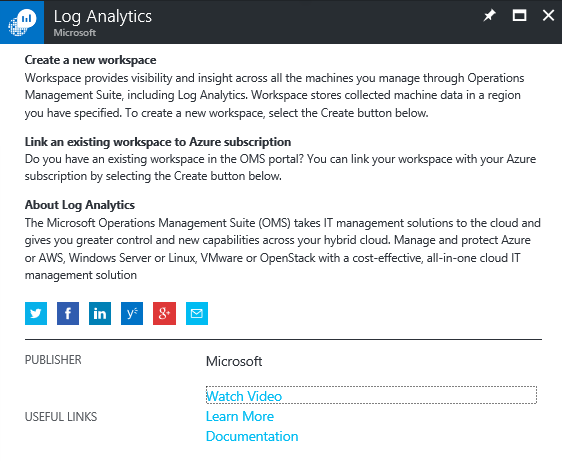 Log Analytics
Microsoft
Create a new workspace
Workspace provides visibility and insight across all the machines you manage through Operations
Management Suite, including Log Analytics. Workspace stores collected machine data in a region
you have specified. To create a new workspace, select the Create button below.
Link an existing workspace to Azure subscription
Do you have an existing workspace in the OMS portal? You can link your workspace with your Azure
subscription by selecting the Create button below.
About Log Analytics
The Microsoft Operations Management Suite (OMS) takes IT management solutions to the cloud and
gives you greater control and new capabilities across your hybrid cloud. Manage and protect Azure
or AWS, Windows Server or Linux, VMware or OpenStack with a cost-effective, all-in-one cloud IT
management solution
PUBLISHER Microsoft
Watch Video
USEFUL LINKS Learn More
Documentation